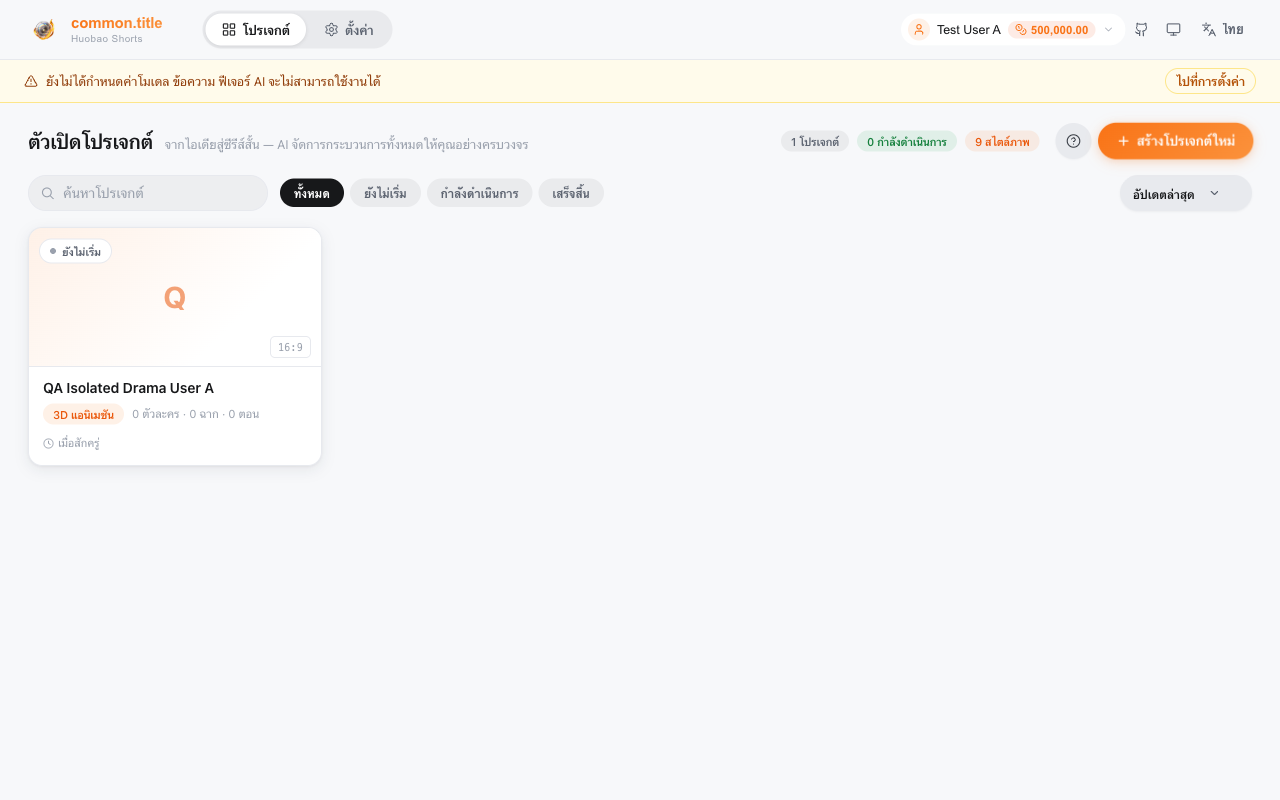 common.title
Huobao Shorts
โปรเจกต์
ตั้งค่า
Test User A
500,000.00
ไทย
ยังไม่ได้กำหนดค่าโมเดล ข้อความ ฟีเจอร์ AI จะไม่สามารถใช้งานได้
ไปที่การตั้งค่า
ตัวเปิดโปรเจกต์
จากไอเดียสู่ซีรีส์สั้น — AI จัดการกระบวนการทั้งหมดให้คุณอย่างครบวงจร
1 โปรเจกต์
0 กำลังดำเนินการ
9 สไตล์ภาพ
สร้างโปรเจกต์ใหม่
ค้นหาโปรเจกต์
ทั้งหมด
ยังไม่เริ่ม
กำลังดำเนินการ
เสร็จสิ้น
อัปเดตล่าสุด
ยังไม่เริ่ม
Q
16:9
QA Isolated Drama User A
3D แอนิเมชัน
0 ตัวละคร · 0 ฉาก · 0 ตอน
เมื่อสักครู่